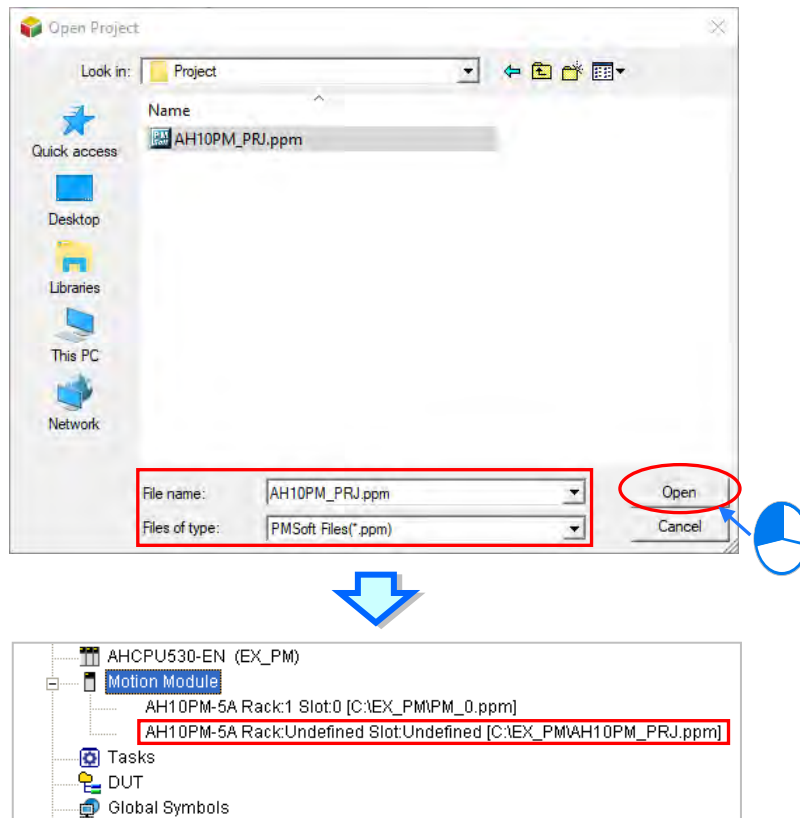 Open Project
Look in: Project
Name
AH10PM_PRJ.ppm
Quick access
Desktop
Libraries
This PC
Network
File name: AH10PM_PRJ.ppm Open
Files of type: PMSoft Files(*.ppm) Cancel
AHCPU530-EN (EX_PM)
Motion Module
AH10PM-5A Rack:1 Slot:0 [C:\EX_PM\PM_0.ppm]
AH10PM-5A Rack:Undefined Slot:Undefined [C:\EX_PM\AH10PM_PRJ.ppm]
Tasks
DUT
Global Symbols